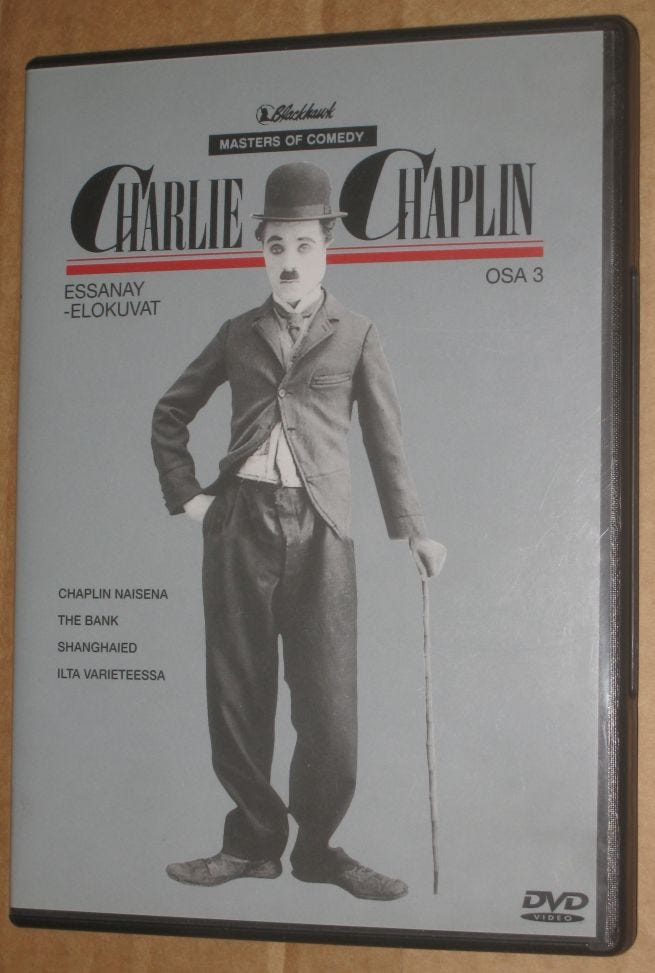 Blackhawk
MASTERS OF COMEDY
CHARLIE CHAPLIN
ESSANAY
-ELOKUVAT
OSA 3
CHAPLIN NAISENA
THE BANK
SHANGHAIED
ILTA VARIETEESSA
DVD
VIDEO